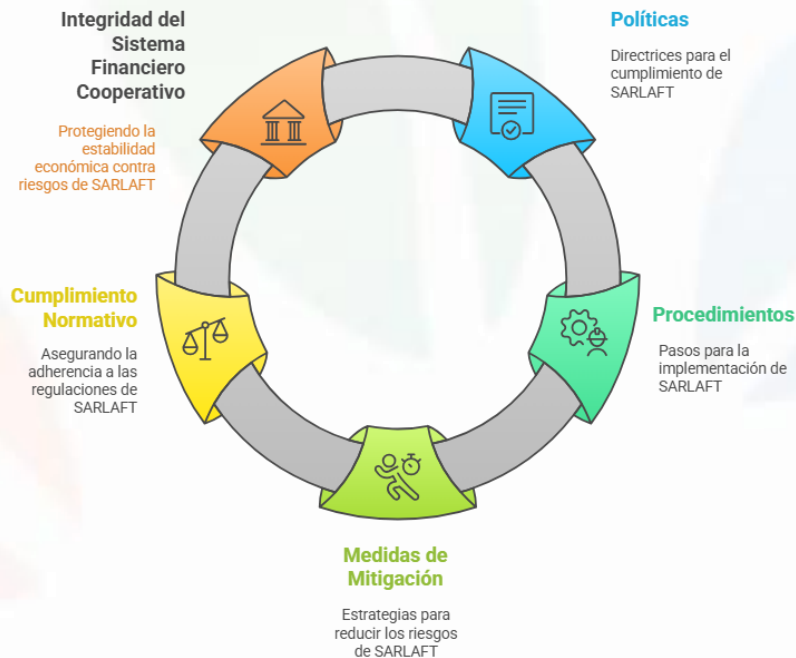 Integridad del
Sistema
Financiero
Cooperativo
Protegiendo la
estabilidad
económica contra
riesgos de SARLAFT
Políticas
Directrices para el
cumplimiento de
SARLAFT
Cumplimiento
Normativo
Asegurando la
adherencia a las
regulaciones de
SARLAFT
Procedimientos
Pasos para la
implementación de
SARLAFT
Medidas de
Mitigación
Estrategias para
reducir los riesgos
de SARLAFT